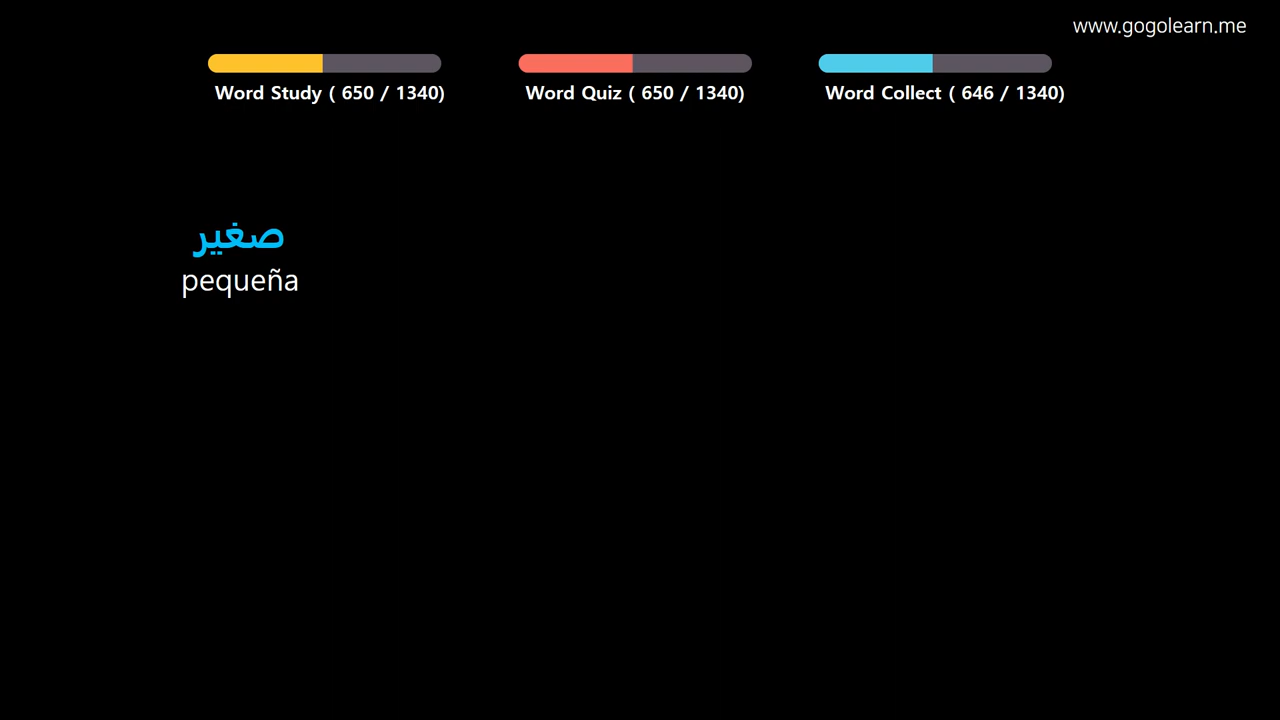 www.gogolearn.me
Word Study ( 650 / 1340)
Word Quiz ( 650 / 1340)
Word Collect ( 646 / 1340)
صغير
pequeña